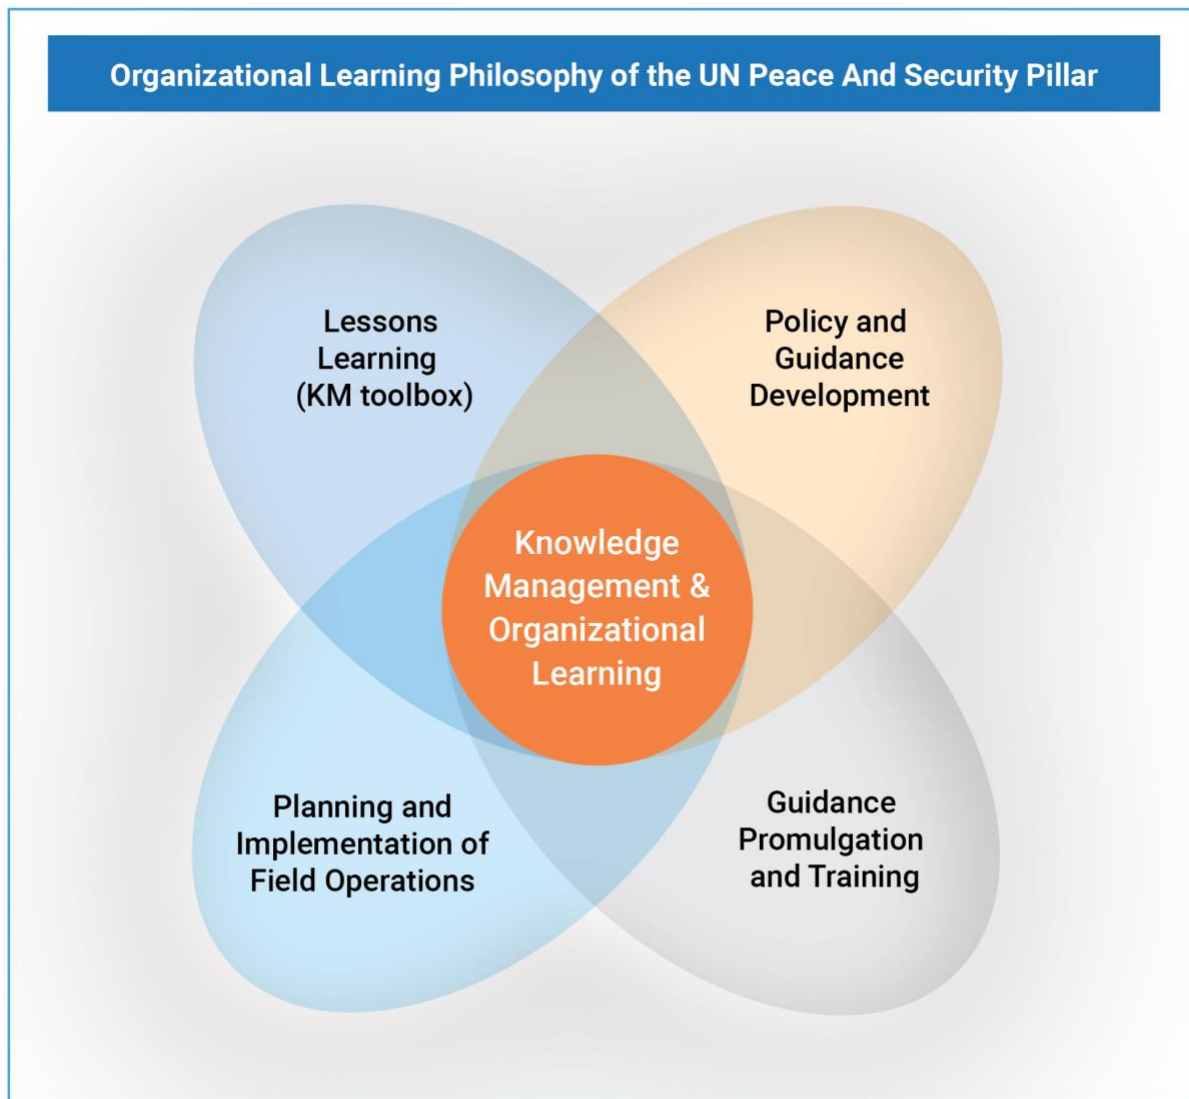 Organizational Learning Philosophy of the UN Peace And Security Pillar
Lessons
Learning
(KM toolbox)
Policy and
Guidance
Development
Knowledge
Management &
Organizational
Learning
Planning and
Implementation of
Field Operations
Guidance
Promulgation
and Training